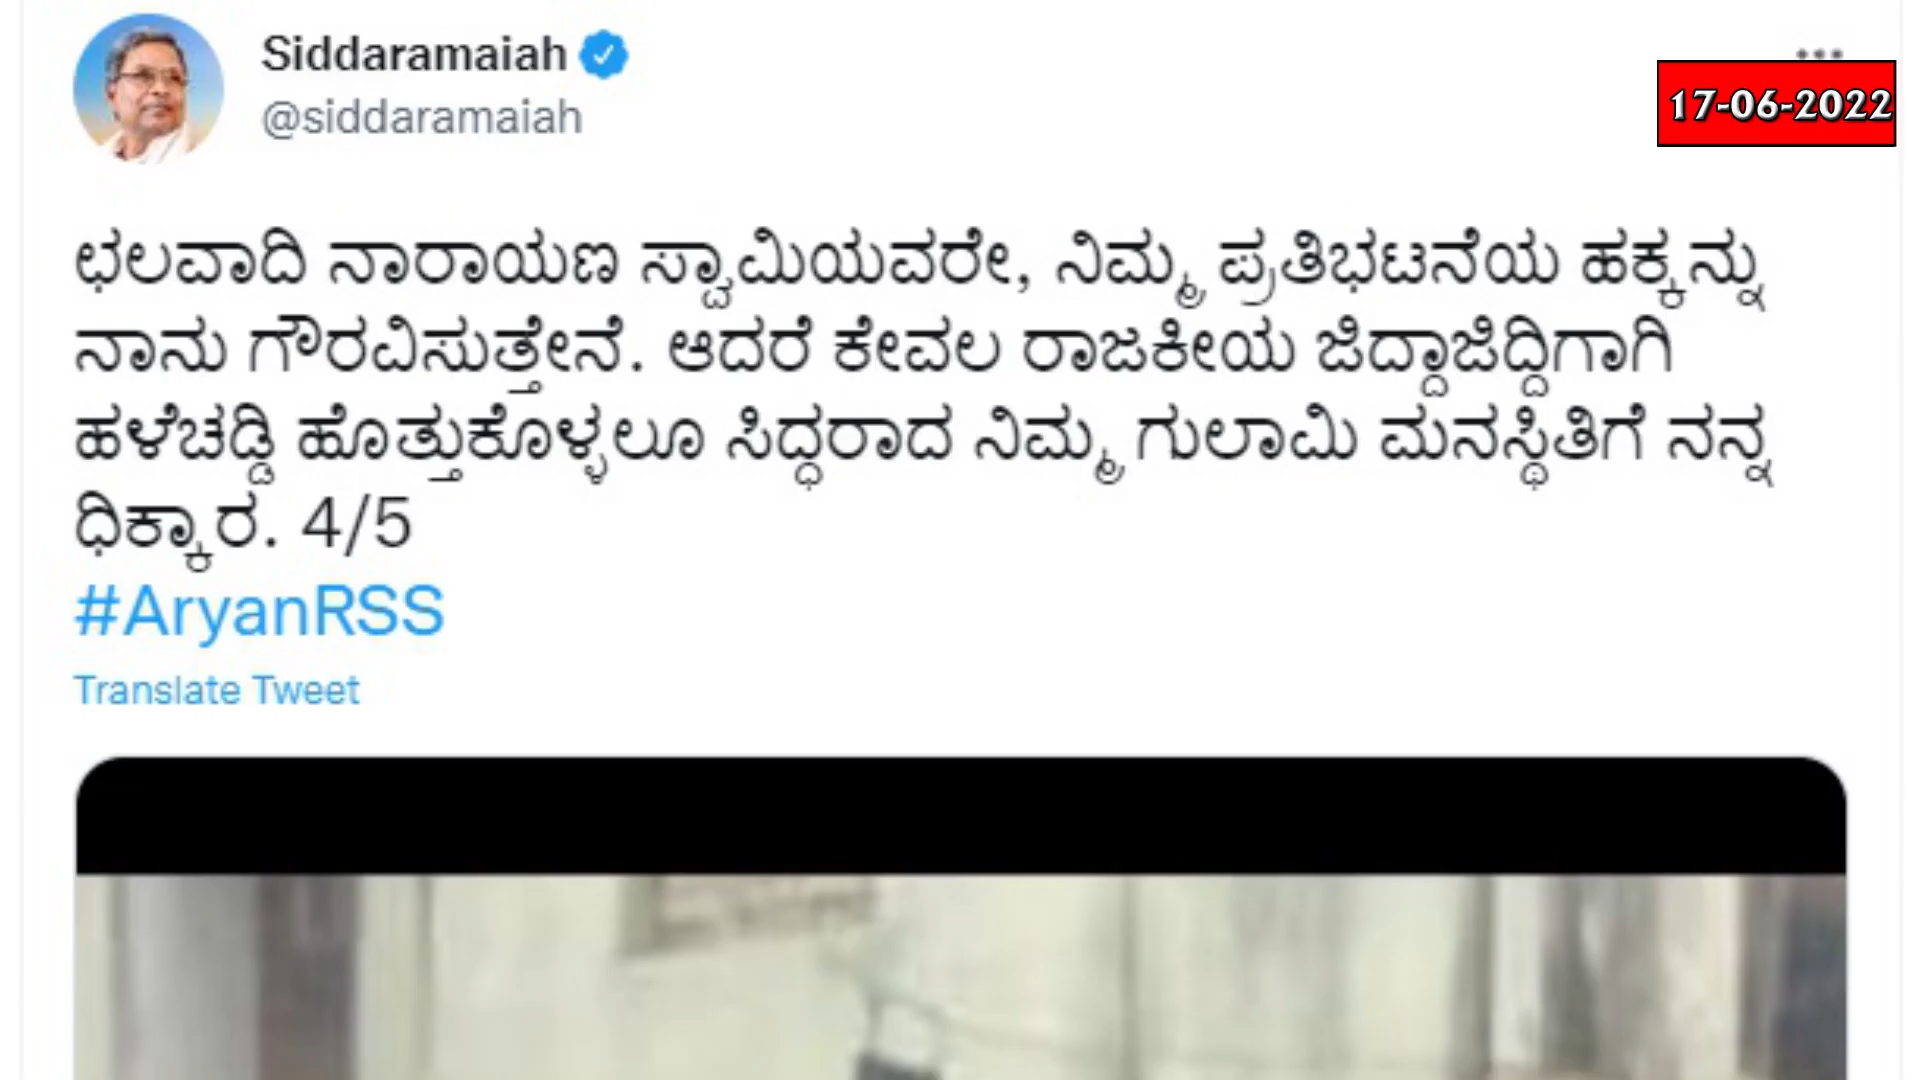 Siddaramaiah
@siddaramaiah
17-06-2022
ಛಲವಾದಿ ನಾರಾಯಣ ಸ್ವಾಮಿಯವರೇ, ನಿಮ್ಮ ಪ್ರತಿಭಟನೆಯ ಹಕ್ಕನ್ನು
ನಾನು ಗೌರವಿಸುತ್ತೇನೆ. ಆದರೆ ಕೇವಲ ರಾಜಕೀಯ ಜಿದ್ದಾಜಿದ್ದಿಗಾಗಿ
ಹಳೆಚಡ್ಡಿ ಹೊತ್ತುಕೊಳ್ಳಲೂ ಸಿದ್ಧರಾದ ನಿಮ್ಮ ಗುಲಾಮಿ ಮನಸ್ಥಿತಿಗೆ ನನ್ನ
ಧಿಕ್ಕಾರ. 4/5
#AryanRSS
Translate Tweet